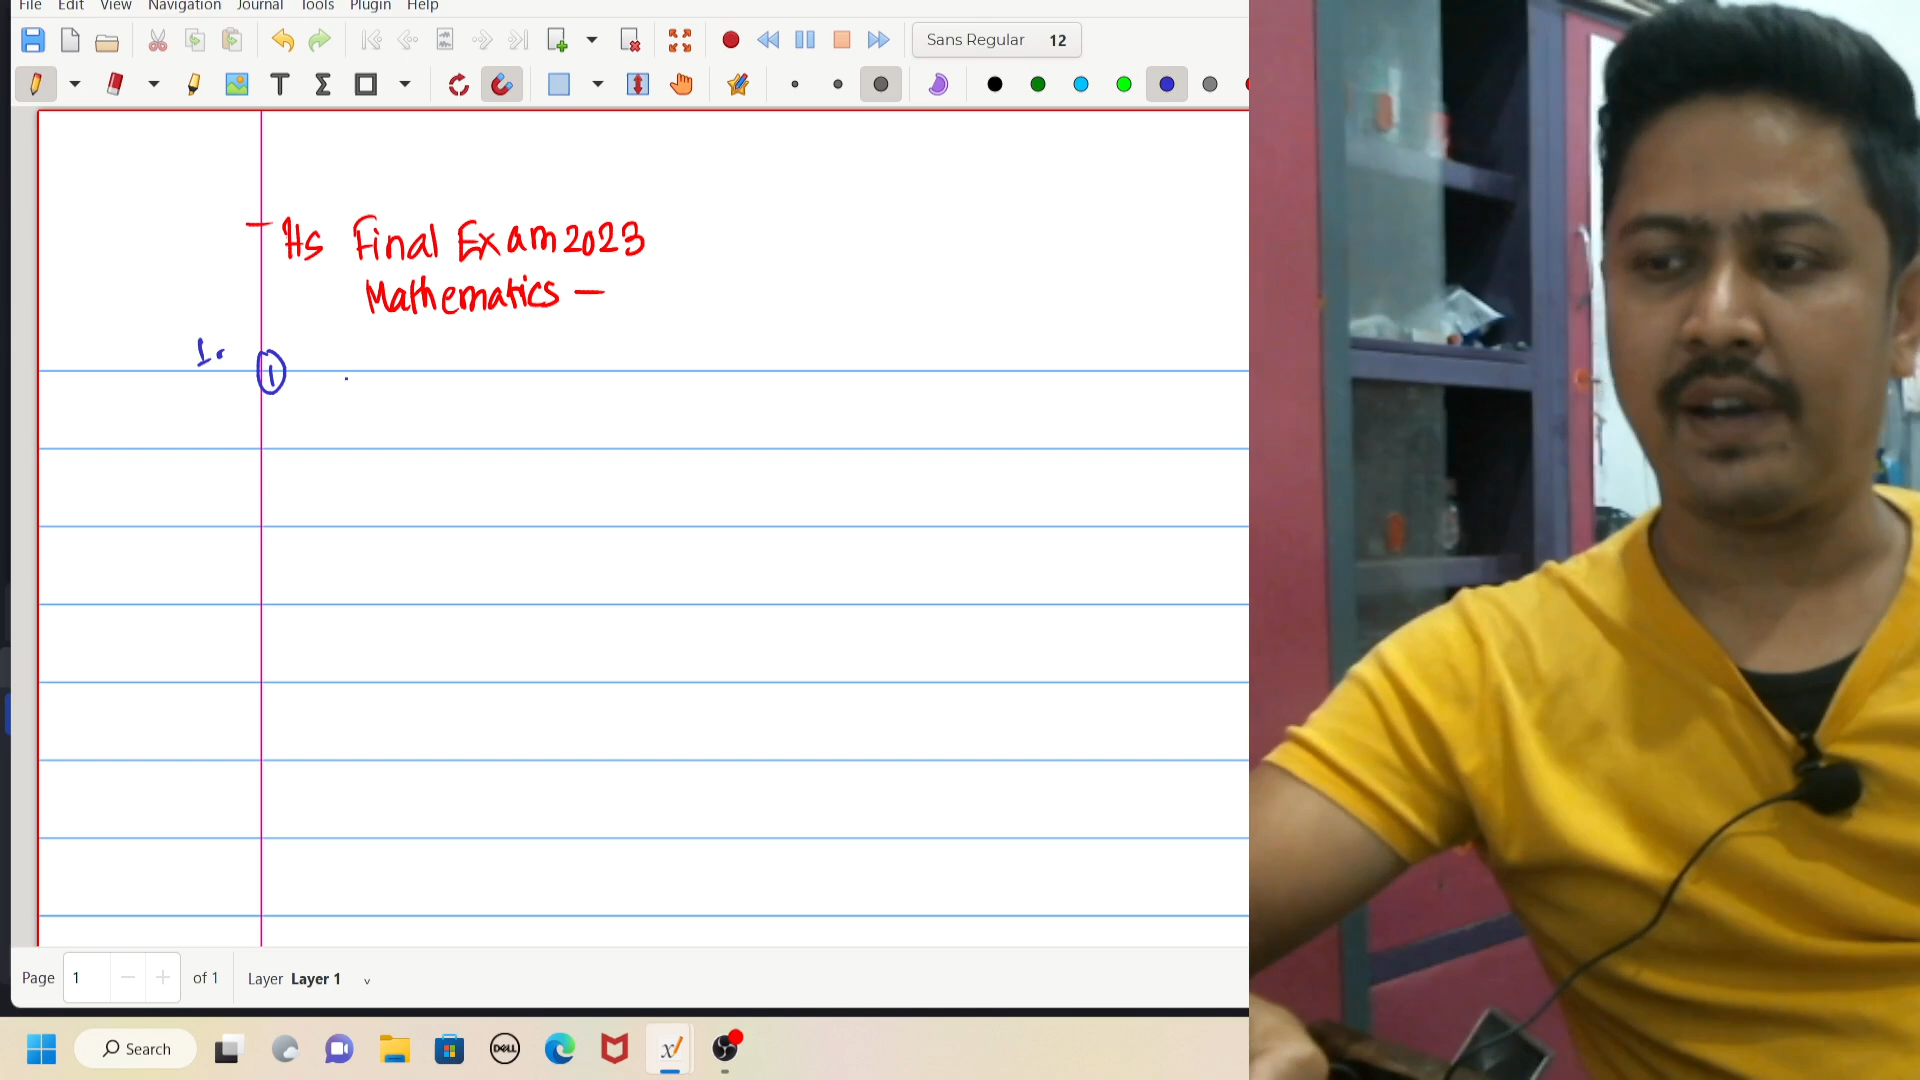 File Edit View Navigation Journal Tools Plugin Help
Sans Regular 12
T Σ
- Hs Final Exam 2023
Mathematics -
1. ①
Page 1 of 1 Layer Layer 1
Search DELL